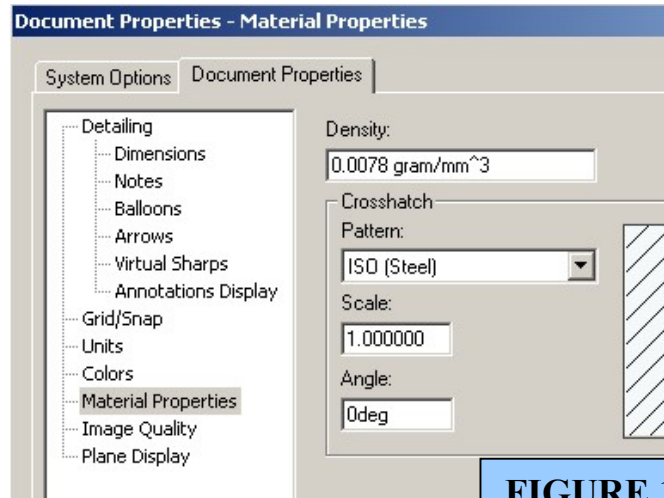 Document Properties - Material Properties
System Options
Document Properties
Detailing
Dimensions
Notes
Balloons
Arrows
Virtual Sharps
Annotations Display
Grid/Snap
Units
Colors
Material Properties
Image Quality
Plane Display
Density:
0.0078 gram/mm^3
Crosshatch
Pattern:
ISO (Steel)
Scale:
1.000000
Angle:
0deg
FIGURE